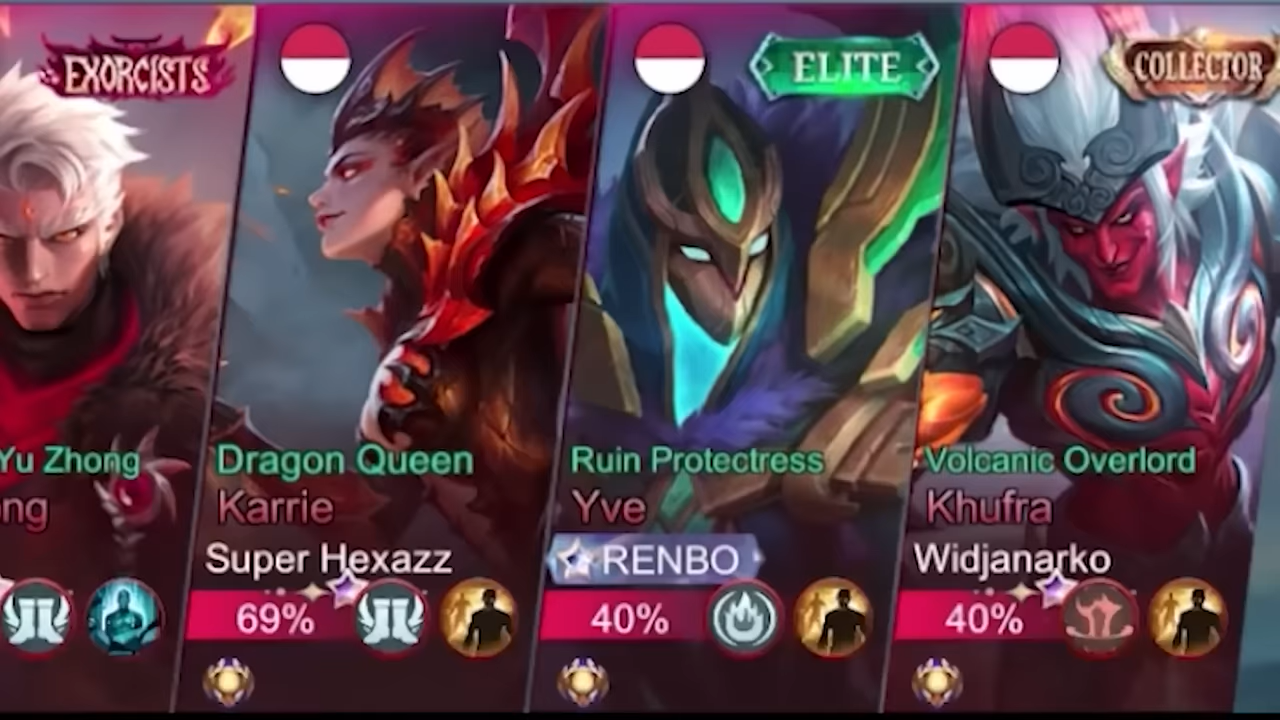 EXORCISTS
Yu Zhong
ong
Dragon Queen
Karrie
Super Hexazz
69%
ELITE
Ruin Protectress
Yve
RENBO
40%
COLLECTOR
Volcanic Overlord
Khufra
Widjanarko
40%